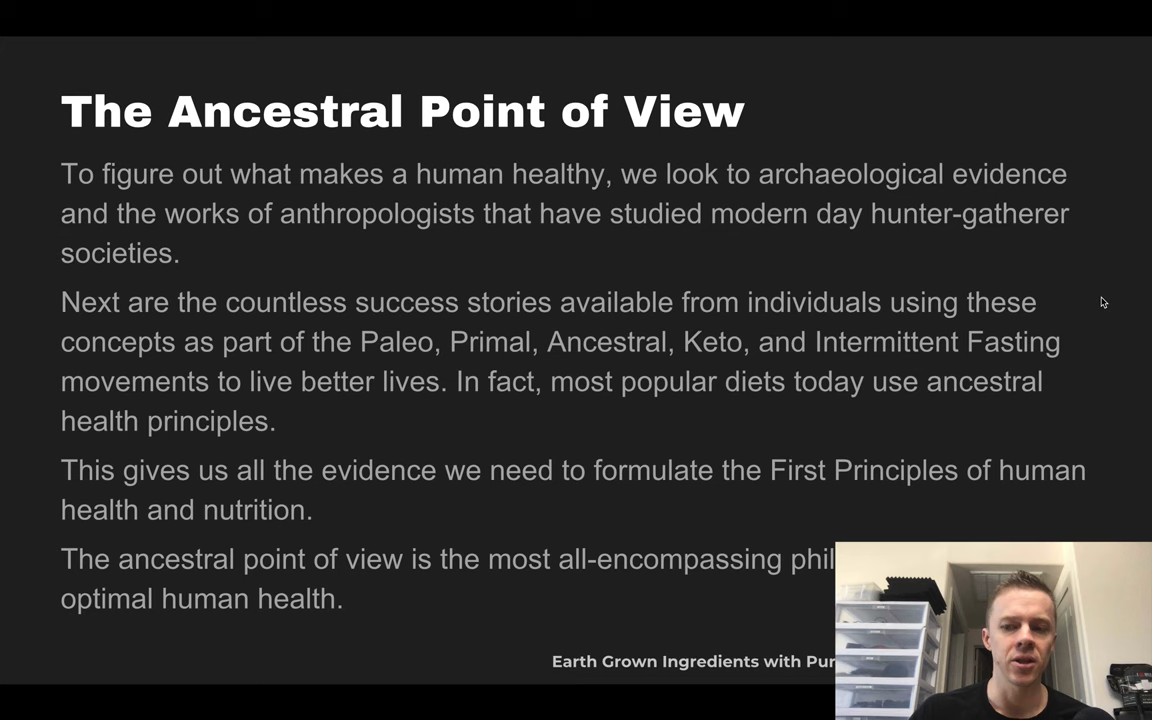 The Ancestral Point of View
To figure out what makes a human healthy, we look to archaeological evidence
and the works of anthropologists that have studied modern day hunter-gatherer
societies.
Next are the countless success stories available from individuals using these
concepts as part of the Paleo, Primal, Ancestral, Keto, and Intermittent Fasting
movements to live better lives. In fact, most popular diets today use ancestral
health principles.
This gives us all the evidence we need to formulate the First Principles of human
health and nutrition.
The ancestral point of view is the most all-encompassing phil
optimal human health.
Earth Grown Ingredients with Pur